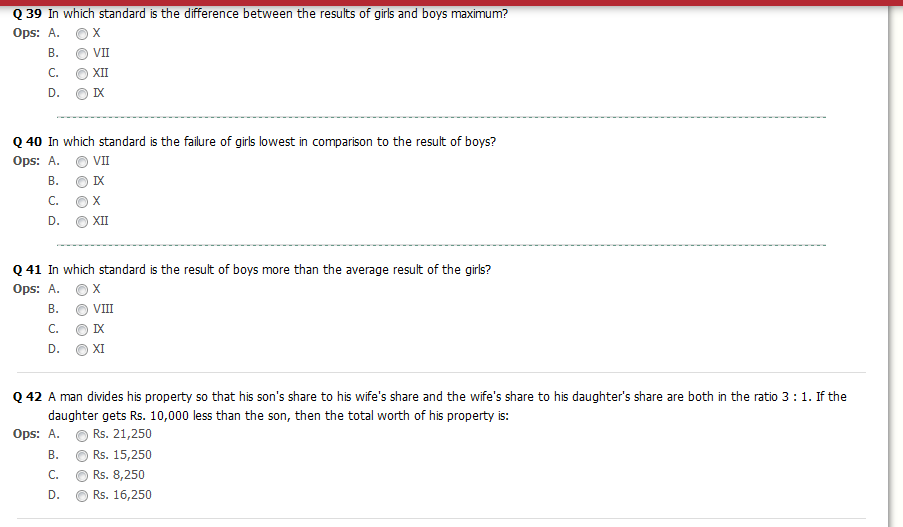 Q 39 In which standard is the difference between the results of girls and boys maximum?
Ops: A. X
B. VII
C. XII
D. IX
Q 40 In which standard is the failure of girls lowest in comparison to the result of boys?
Ops: A. VII
B. IX
C. X
D. XII
Q 41 In which standard is the result of boys more than the average result of the girls?
Ops: A. X
B. VIII
C. IX
D. XI
Q 42 A man divides his property so that his son's share to his wife's share and the wife's share to his daughter's share are both in the ratio 3 : 1. If the
daughter gets Rs. 10,000 less than the son, then the total worth of his property is:
Ops: A. Rs. 21,250
B. Rs. 15,250
C. Rs. 8,250
D. Rs. 16,250